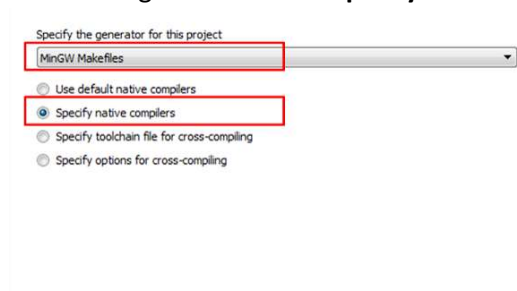 Specify the generator for this project
MinGW Makefiles
Use default native compilers
Specify native compilers
Specify toolchain file for cross-compiling
Specify options for cross-compiling